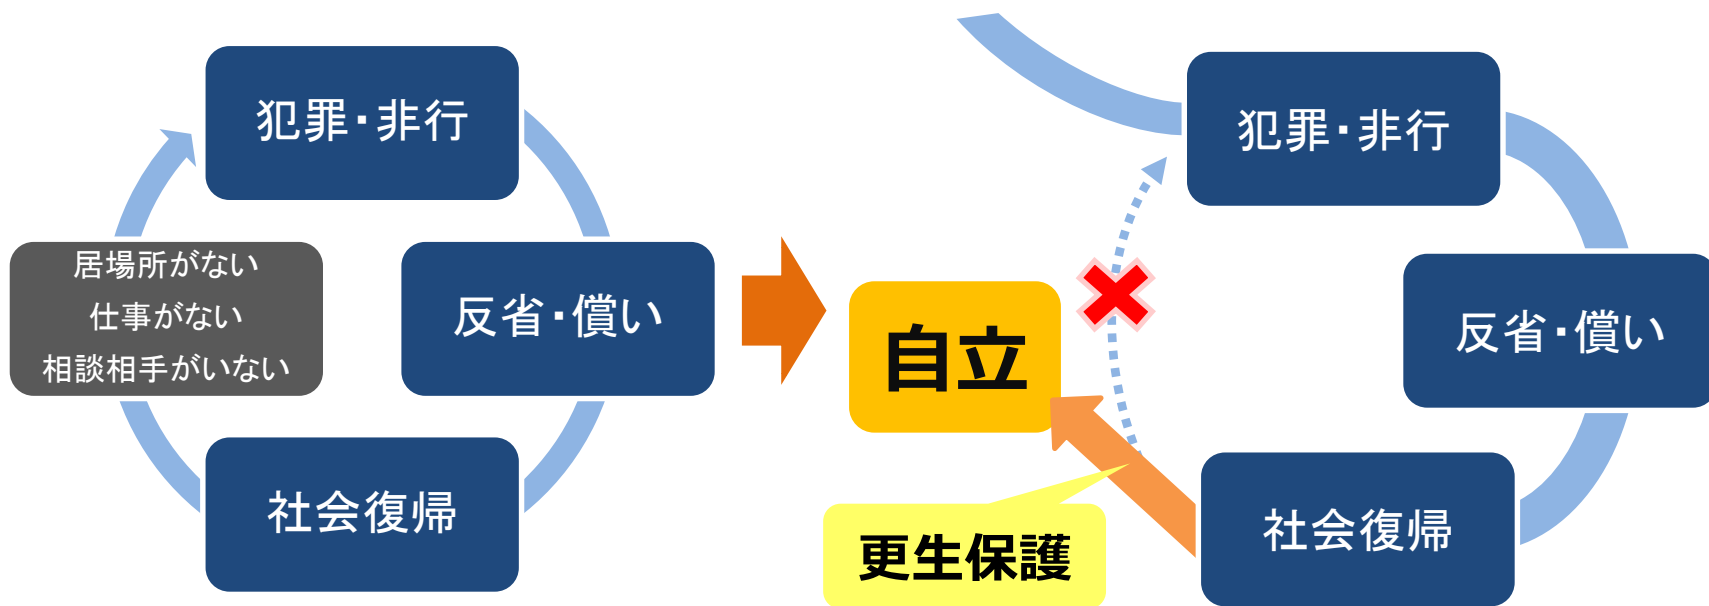 犯罪・非行
居場所がない
仕事がない
相談相手がいない
反省・償い
社会復帰
犯罪・非行
自立
反省・償い
更生保護
社会復帰